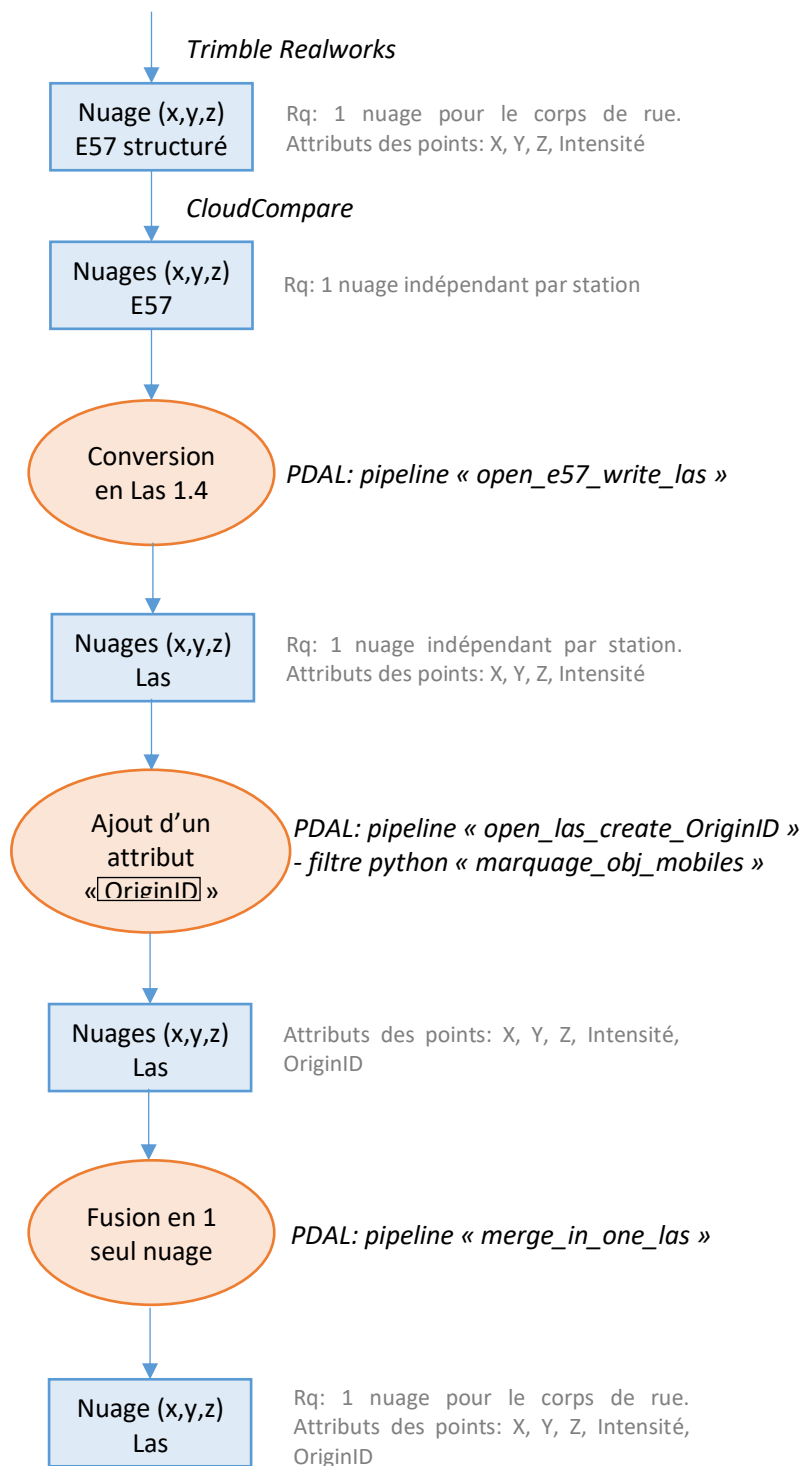 Trimble Realworks
Nuage (x,y,z)
E57 structuré
Rq: 1 nuage pour le corps de rue.
Attributs des points: X, Y, Z, Intensité
CloudCompare
Nuages (x,y,z)
E57
Rq: 1 nuage indépendant par station
Conversion
en Las 1.4
PDAL: pipeline « open_e57_write_las »
Nuages (x,y,z)
Las
Rq: 1 nuage indépendant par station.
Attributs des points: X, Y, Z, Intensité
Ajout d’un
attribut
« OriginID »
PDAL: pipeline « open_las_create_OriginID »
- filtre python « marquage_obj_mobiles »
Nuages (x,y,z)
Las
Attributs des points: X, Y, Z, Intensité,
OriginID
Fusion en 1
seul nuage
PDAL: pipeline « merge_in_one_las »
Nuage (x,y,z)
Las
Rq: 1 nuage pour le corps de rue.
Attributs des points: X, Y, Z, Intensité,
OriginID